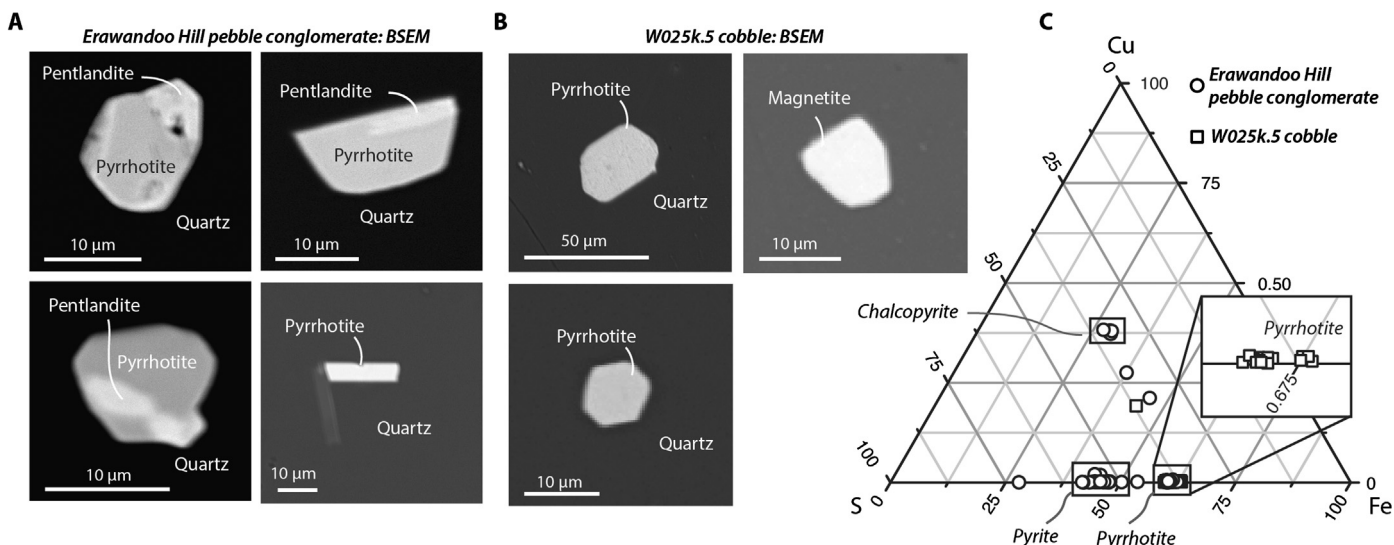 A
Erawandoo Hill pebble conglomerate: BSEM
Pentlandite
Pyrrhotite
Quartz
10 μm
Pentlandite
Pyrrhotite
Quartz
10 μm
Pentlandite
Pyrrhotite
Quartz
10 μm
Pyrrhotite
Quartz
10 μm
B
W025k.5 cobble: BSEM
Pyrrhotite
Quartz
50 μm
Magnetite
10 μm
Pyrrhotite
Quartz
10 μm
C
Cu
0
100
Erawandoo Hill
pebble conglomerate
W025k.5 cobble
25
75
50
0.50
Chalcopyrite
Pyrrhotite
0.675
75
100
S
0
25
50
75
100
0
Fe
Pyrite
Pyrrhotite